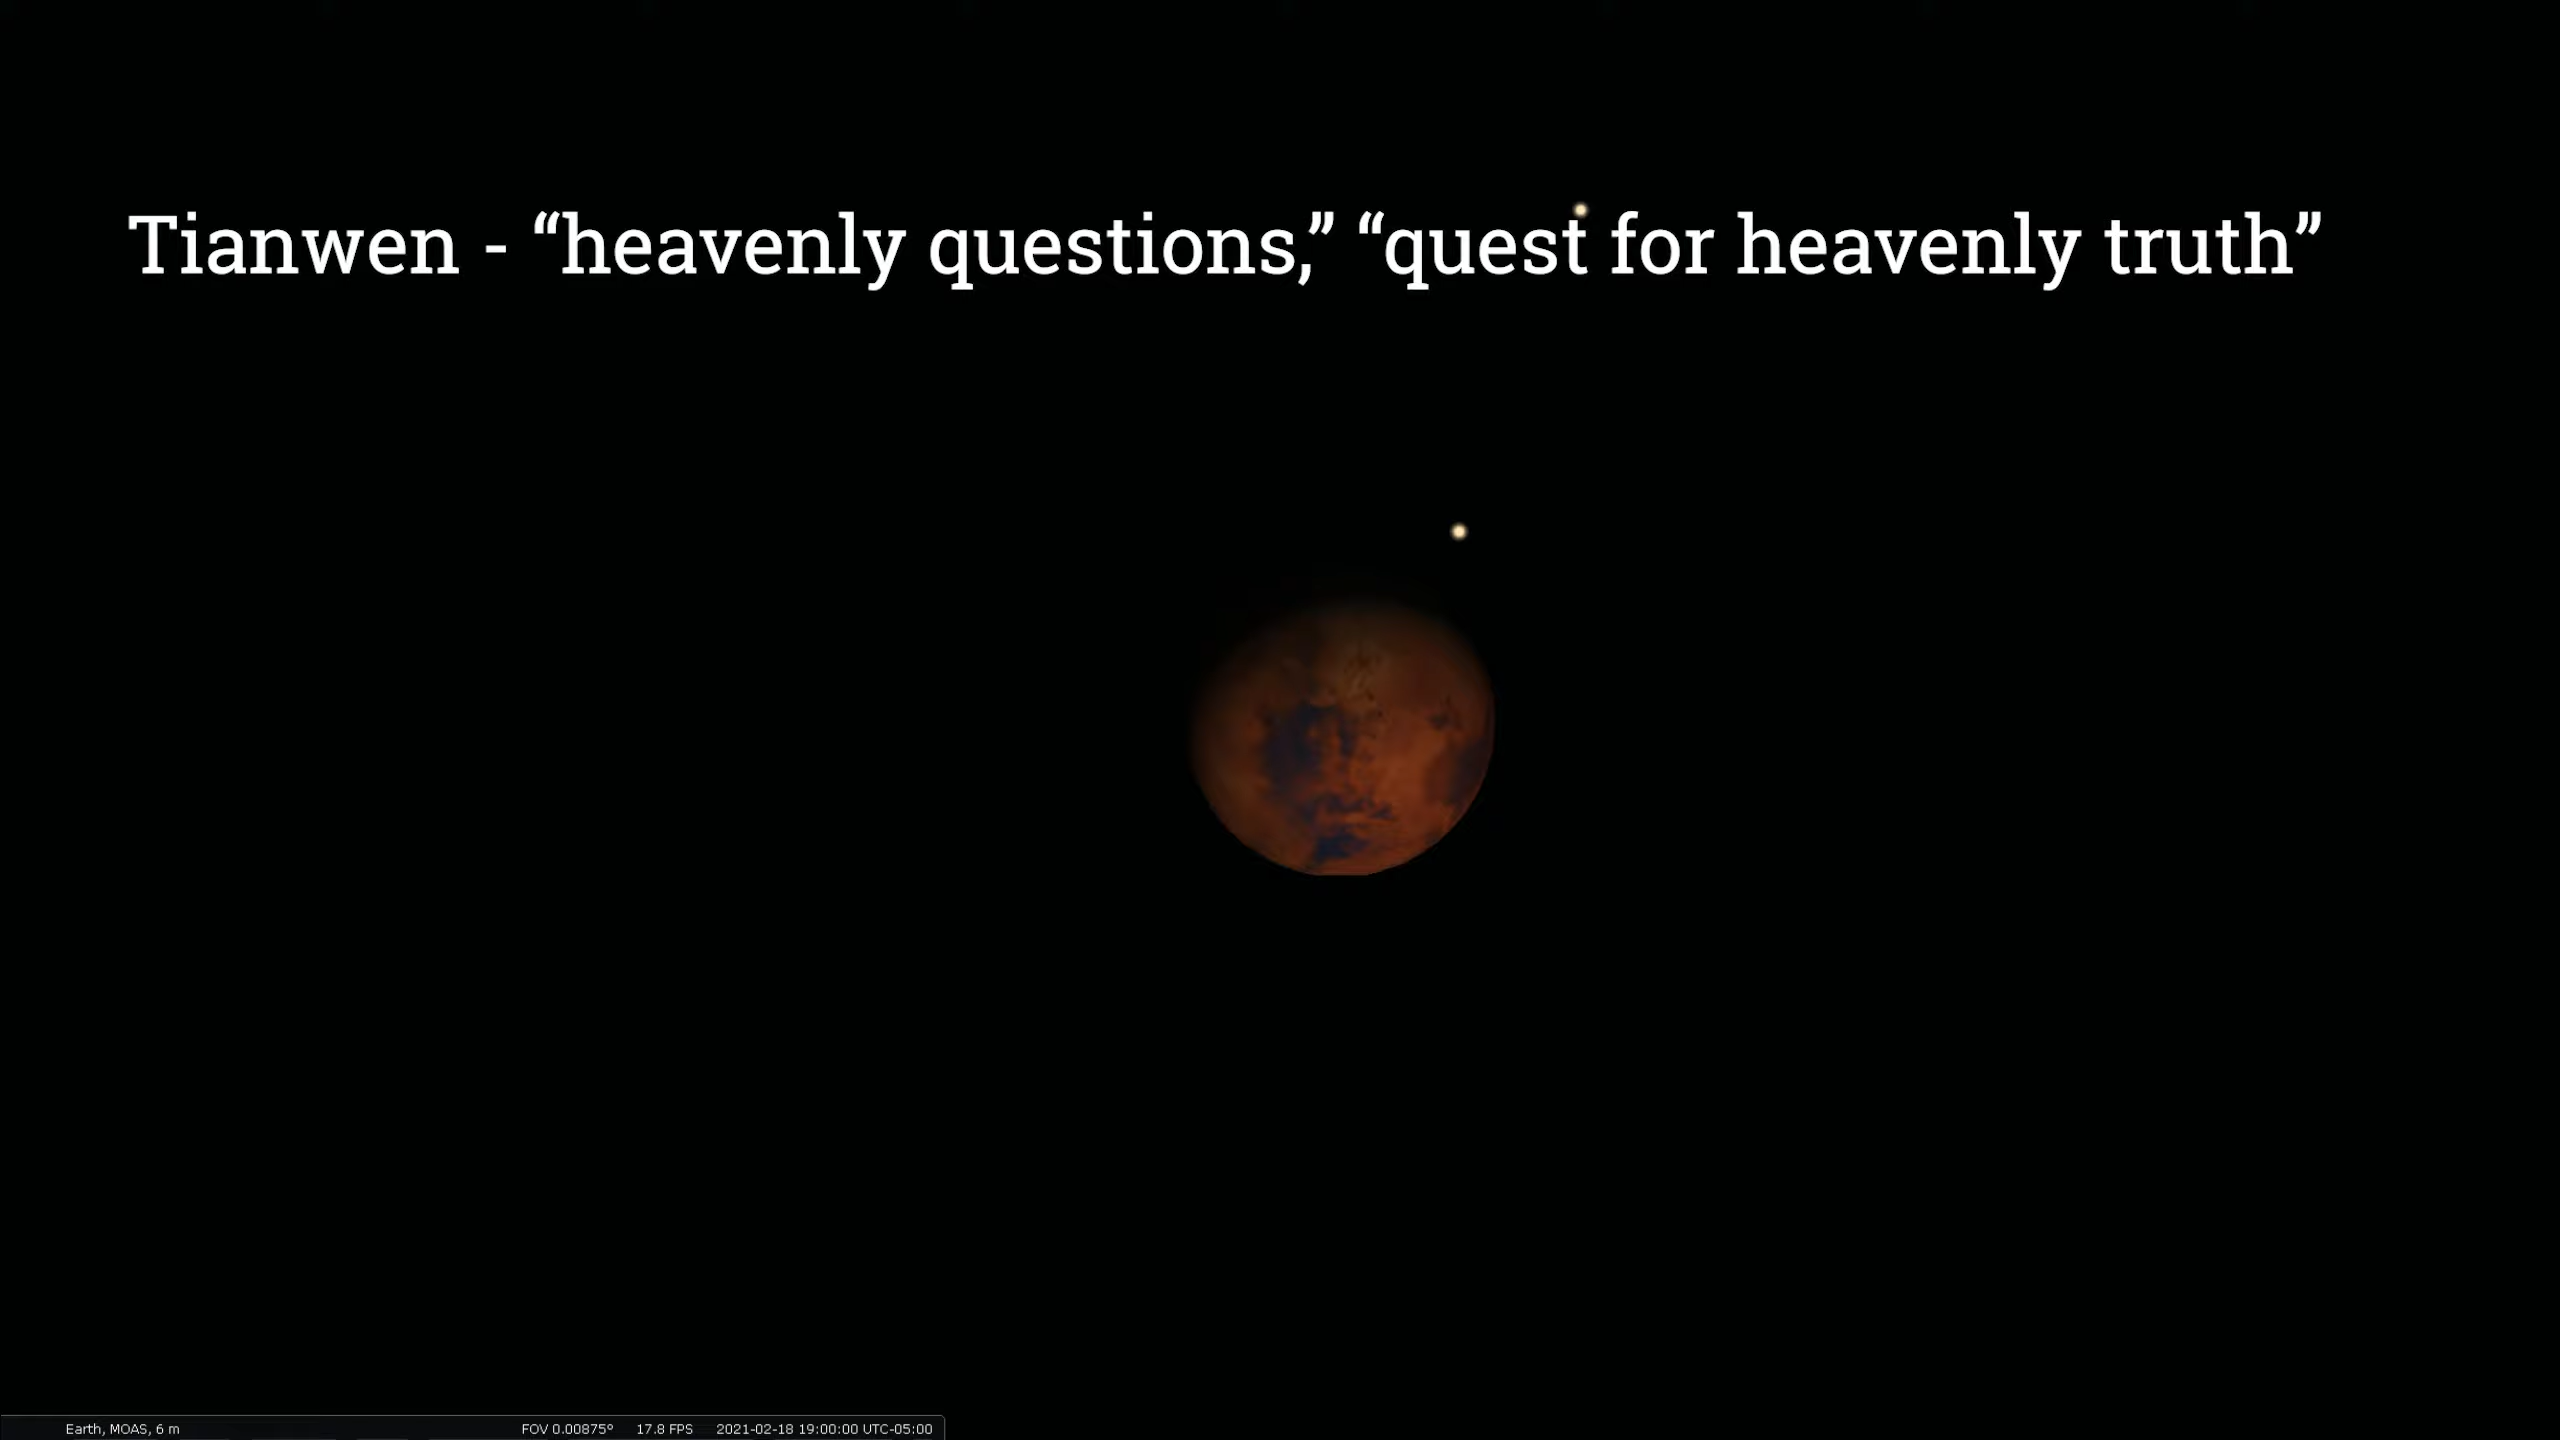 Tianwen - “heavenly questions,” “quest for heavenly truth”
Earth, MOAS, 6 m FOV 0.00875° 17.8 FPS 2021-02-18 19:00:00 UTC-05:00